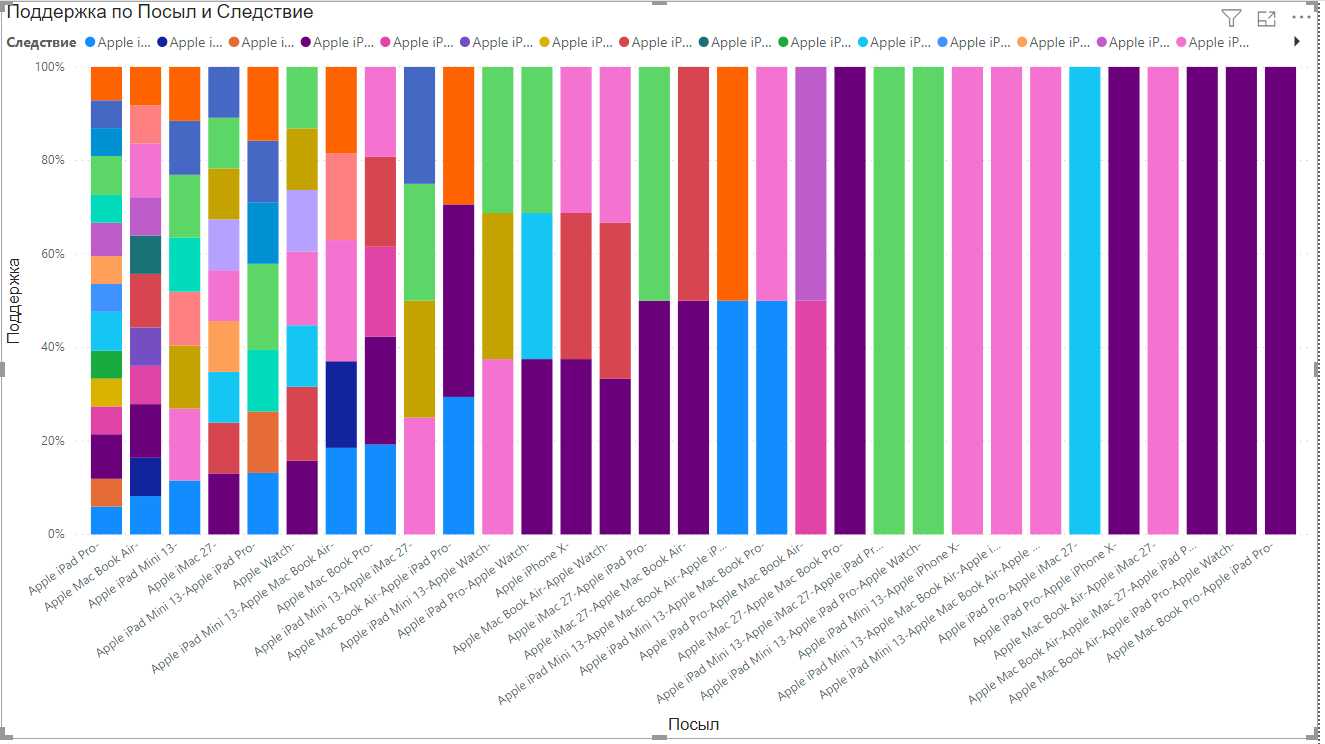 Поддержка по Посыл и Следствие
Следствие Apple i... Apple i... Apple i... Apple iP... Apple iP... Apple iP... Apple iP... Apple iP... Apple iP... Apple iP... Apple iP... Apple iP... Apple iP... Apple iP... Apple iP...
100%
80%
60%
40%
20%
0%
Поддержка
Apple iPad Pro-
Apple Mac Book Air-
Apple iPad Mini 13-
Apple iMac 27-
Apple iPad Mini 13-Apple iPad Pro-
Apple Watch-
Apple iPad Mini 13-Apple Mac Book Air-
Apple Mac Book Pro-
Apple iPad Mini 13-Apple iMac 27-
Apple Mac Book Air-Apple iPad Pro-
Apple iPad Mini 13-Apple Watch-
Apple iPad Pro-Apple Watch-
Apple iPhone X-
Apple Mac Book Air-Apple Watch-
Apple iMac 27-Apple iPad Pro-
Apple iMac 27-Apple Mac Book Air-
Apple iPad Mini 13-Apple Mac Book Air-Apple iP...
Apple iPad Mini 13-Apple Mac Book Pro-
Apple iPad Pro-Apple Mac Book Air-
Apple iMac 27-Apple Mac Book Pro-
Apple iPad Mini 13-Apple iMac 27-Apple iPad Pr...
Apple iPad Mini 13-Apple iPad Pro-Apple Watch-
Apple iPad Mini 13-Apple iPhone X-
Apple iPad Mini 13-Apple Mac Book Air-Apple i...
Apple iPad Mini 13-Apple Mac Book Air-Apple ...
Apple iPad Pro-Apple iMac 27-
Apple iPad Pro-Apple iPhone X-
Apple Mac Book Air-Apple iMac 27-
Apple Mac Book Air-Apple iMac 27-Apple iPad P...
Apple Mac Book Air-Apple iPad Pro-Apple Watch-
Apple Mac Book Pro-Apple iPad Pro-
Посыл